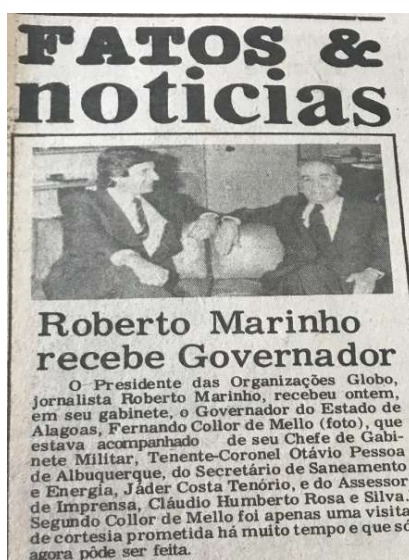 FATOS &
noticias
Roberto Marinho
recebe Governador
O Presidente das Organizações Globo,
jornalista Roberto Marinho, recebeu ontem,
em seu gabinete, o Governador do Estado de
Alagoas, Fernando Collor de Mello (foto), que
estava acompanhado de seu Chefe de Gabi-
nete Militar, Tenente-Coronel Otávio Pessoa
de Albuquerque, do Secretário de Saneamento
e Energia, Jáder Costa Tenório, e do Assessor
de Imprensa, Cláudio Humberto Rosa e Silva.
Segundo Collor de Mello foi apenas uma visita
de cortesia prometida há muito tempo e que só
agora pôde ser feita.